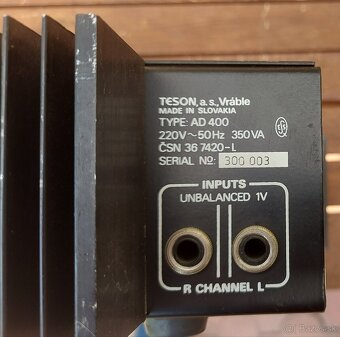 TESON, a.s., Vráble
MADE IN SLOVAKIA
TYPE: AD 400
220V~50Hz 350VA
ČSN 36 7420-I.
SERIAL No: 300 003
INPUTS
UNBALANCED 1V
R CHANNEL L